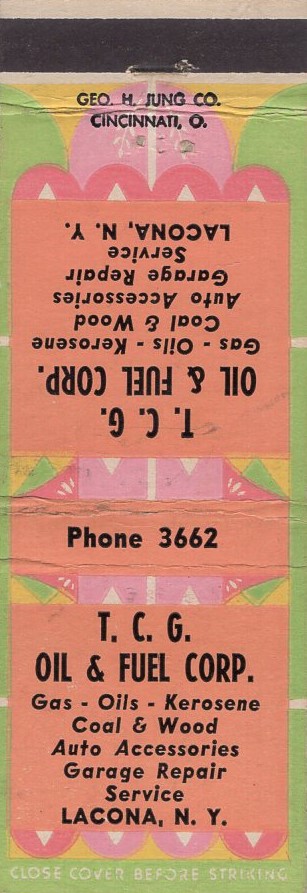 GEO. H. JUNG CO.
CINCINNATI, O.
T. C. G.
OIL & FUEL CORP.
Gas - Oils - Kerosene
Coal & Wood
Auto Accessories
Garage Repair
Service
LACONA, N. Y.
Phone 3662
T. C. G.
OIL & FUEL CORP.
Gas - Oils - Kerosene
Coal & Wood
Auto Accessories
Garage Repair
Service
LACONA, N. Y.
CLOSE COVER BEFORE STRIKING